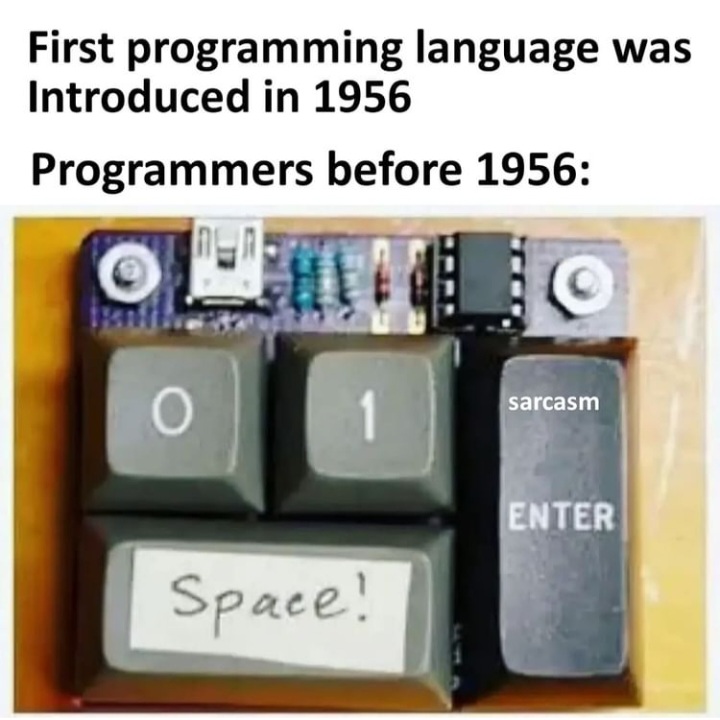 First programming language was
Introduced in 1956
Programmers before 1956:
0
1
sarcasm
ENTER
Space!